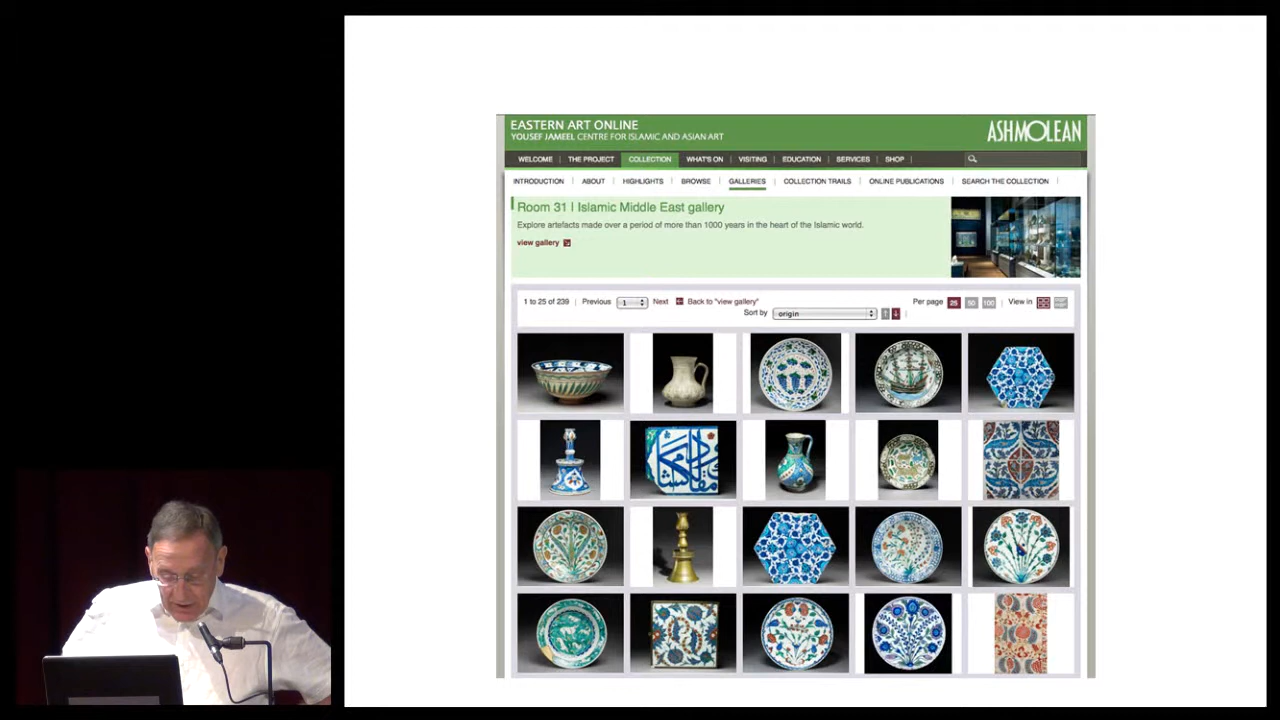 EASTERN ART ONLINE
YOUSEF JAMEEL CENTRE FOR ISLAMIC AND ASIAN ART
ASHMOLEAN
WELCOME | THE PROJECT | COLLECTION | WHAT'S ON | VISITING | EDUCATION | SERVICES | SHOP |
INTRODUCTION | ABOUT | HIGHLIGHTS | BROWSE | GALLERIES | COLLECTION TRAILS | ONLINE PUBLICATIONS | SEARCH THE COLLECTION |
Room 31 | Islamic Middle East gallery
Explore artefacts made over a period of more than 1000 years in the heart of the Islamic world.
view gallery
1 to 25 of 239 | Previous 1 Next Back to "view gallery" Per page 25 50 100 | View in
Sort by origin